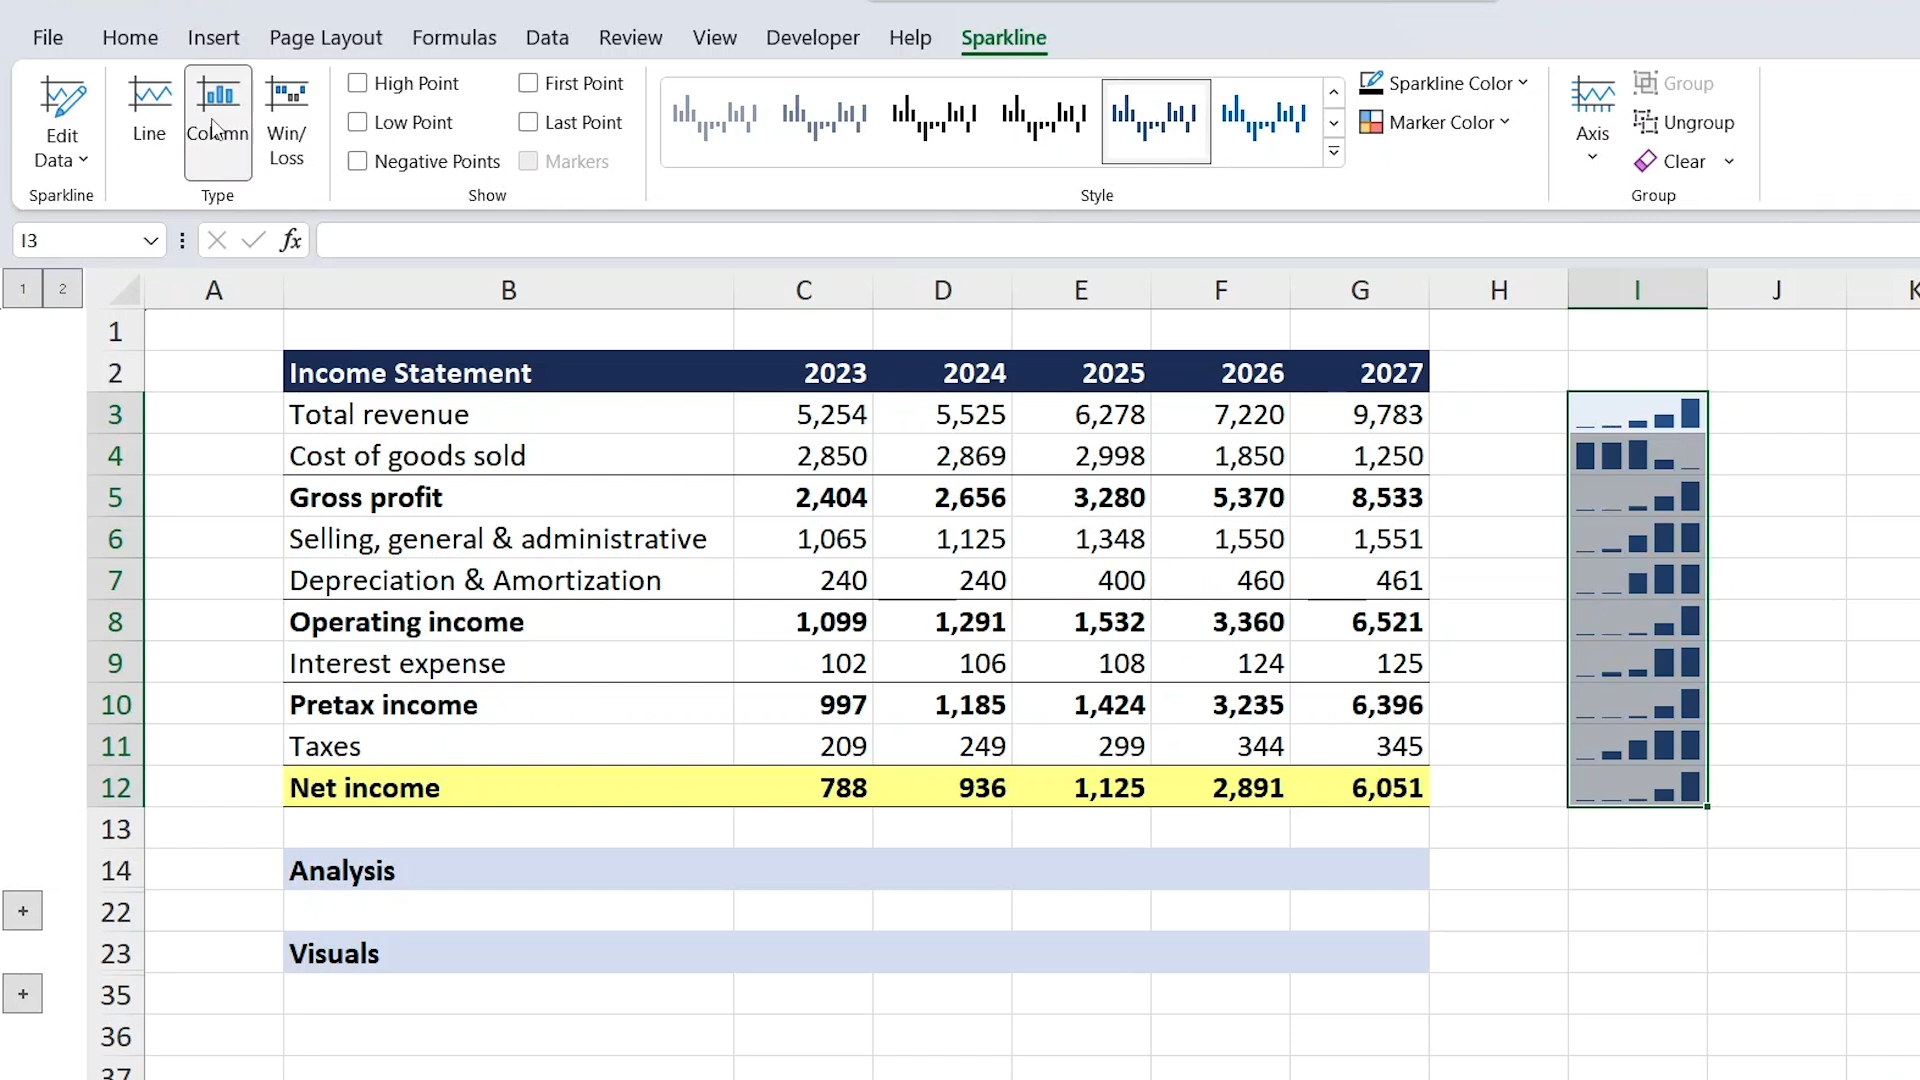 File Home Insert Page Layout Formulas Data Review View Developer Help Sparkline
Edit Data
Line
Column
Win/
Loss
High Point
First Point
Low Point
Last Point
Negative Points
Markers
Sparkline Color
Marker Color
Axis
Group
Ungroup
Clear
Sparkline Type Show Style Group
I3 fx
1 2
A B C D E F G H I J K
1
2 Income Statement 2023 2024 2025 2026 2027
3 Total revenue 5,254 5,525 6,278 7,220 9,783
4 Cost of goods sold 2,850 2,869 2,998 1,850 1,250
5 Gross profit 2,404 2,656 3,280 5,370 8,533
6 Selling, general & administrative 1,065 1,125 1,348 1,550 1,551
7 Depreciation & Amortization 240 240 400 460 461
8 Operating income 1,099 1,291 1,532 3,360 6,521
9 Interest expense 102 106 108 124 125
10 Pretax income 997 1,185 1,424 3,235 6,396
11 Taxes 209 249 299 344 345
12 Net income 788 936 1,125 2,891 6,051
13
14 Analysis
+ 22
23 Visuals
+ 35
36
37